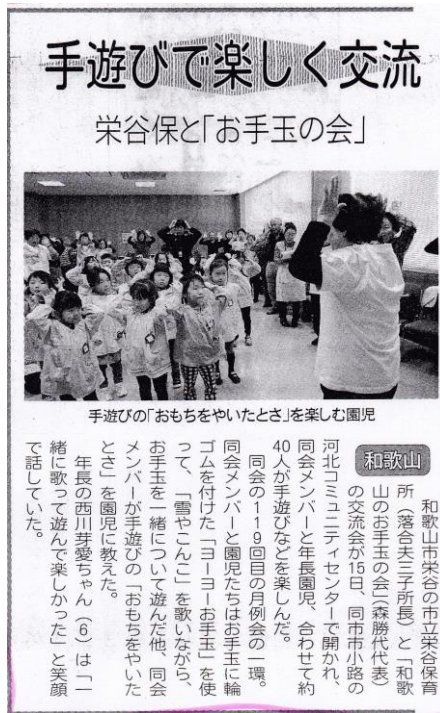 手遊びで楽しく交流
栄谷保と「お手玉の会」
手遊びの「おもちをやいたとさ」を楽しむ園児
和歌山
和歌山市栄谷の市立栄谷保育
所（落合夫三子所長）と「和歌
山のお手玉の会」（森勝代代表）
の交流会が15日、同市市小路の
河北コミュニティセンターで開かれ、
同会メンバーと年長園児、合わせて約
40人が手遊びなどを楽しんだ。
同会の119回目の月例会の一環。
同会メンバーと園児たちはお手玉に輪
ゴムを付けた「ヨーヨーお手玉」を使
って、「雪やこんこ」を歌いながら、
お手玉を一緒について遊んだ他、同会
メンバーが手遊びの「おもちをやいた
とさ」を園児に教えた。
年長の西川芽愛ちゃん（6）は「一
緒に歌って遊んで楽しかった」と笑顔
で話していた。